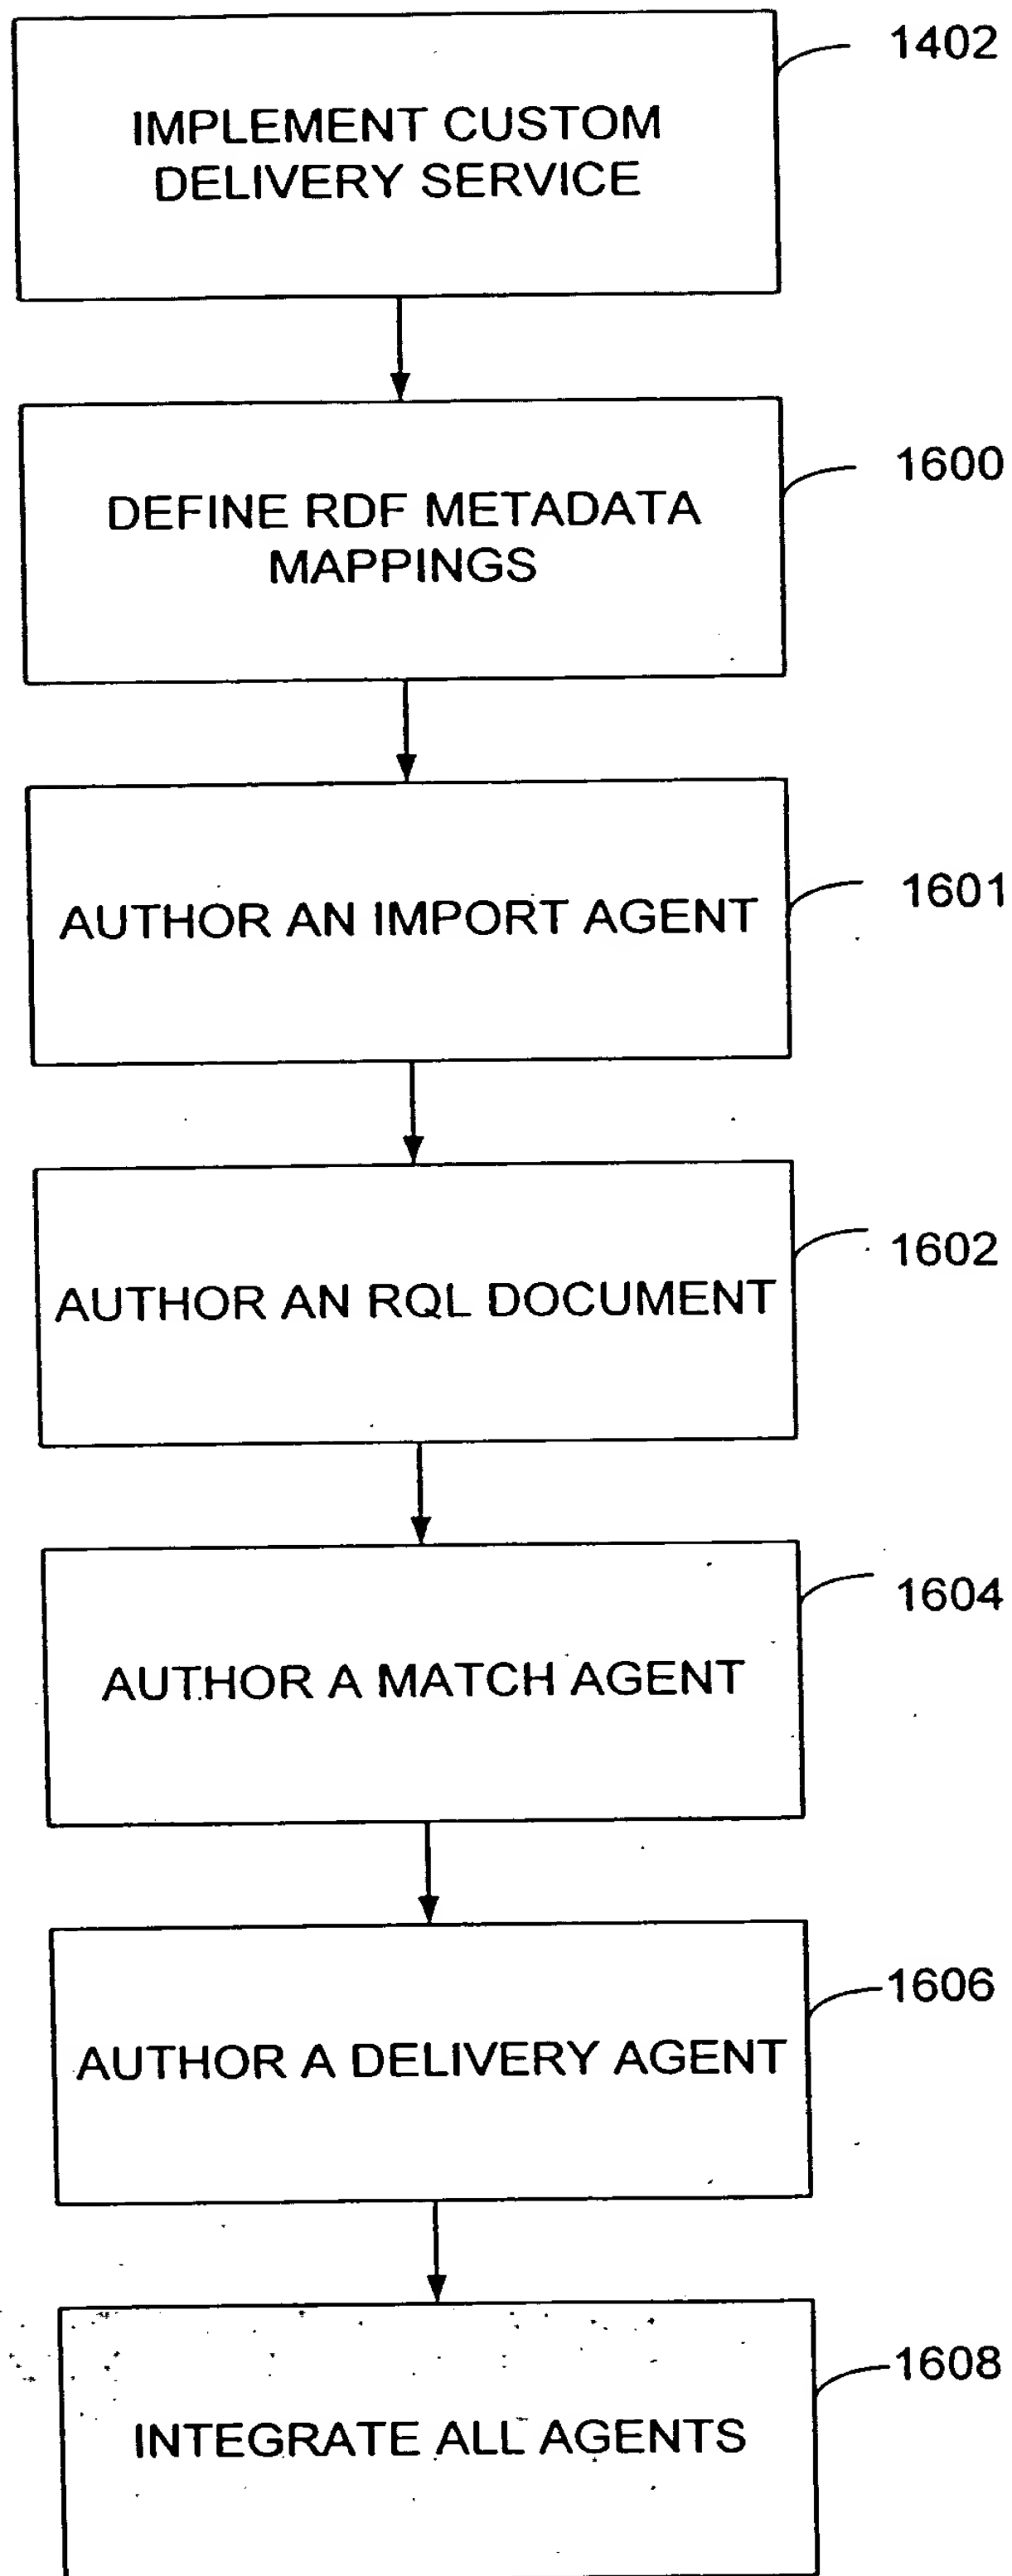 1402
IMPLEMENT CUSTOM
DELIVERY SERVICE
1600
DEFINE RDF METADATA
MAPPINGS
1601
AUTHOR AN IMPORT AGENT
1602
AUTHOR AN RQL DOCUMENT
1604
AUTHOR A MATCH AGENT
1606
AUTHOR A DELIVERY AGENT
1608
INTEGRATE ALL AGENTS